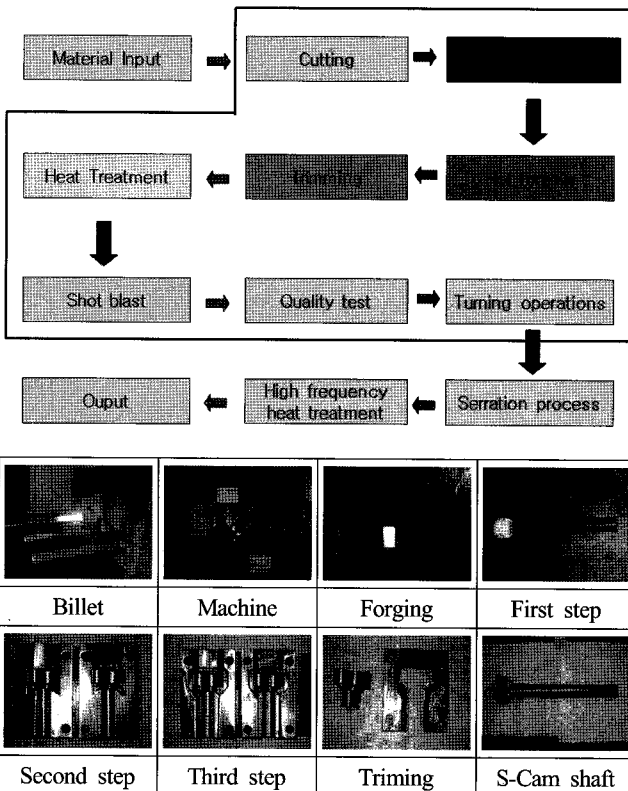 Material Input
Cutting
Trimming
Heat Treatment
Shot blast
Quality test
Turning operations
Serration process
High frequency
heat treatment
Ouput
Billet
Machine
Forging
First step
Second step
Third step
Triming
S-Cam shaft